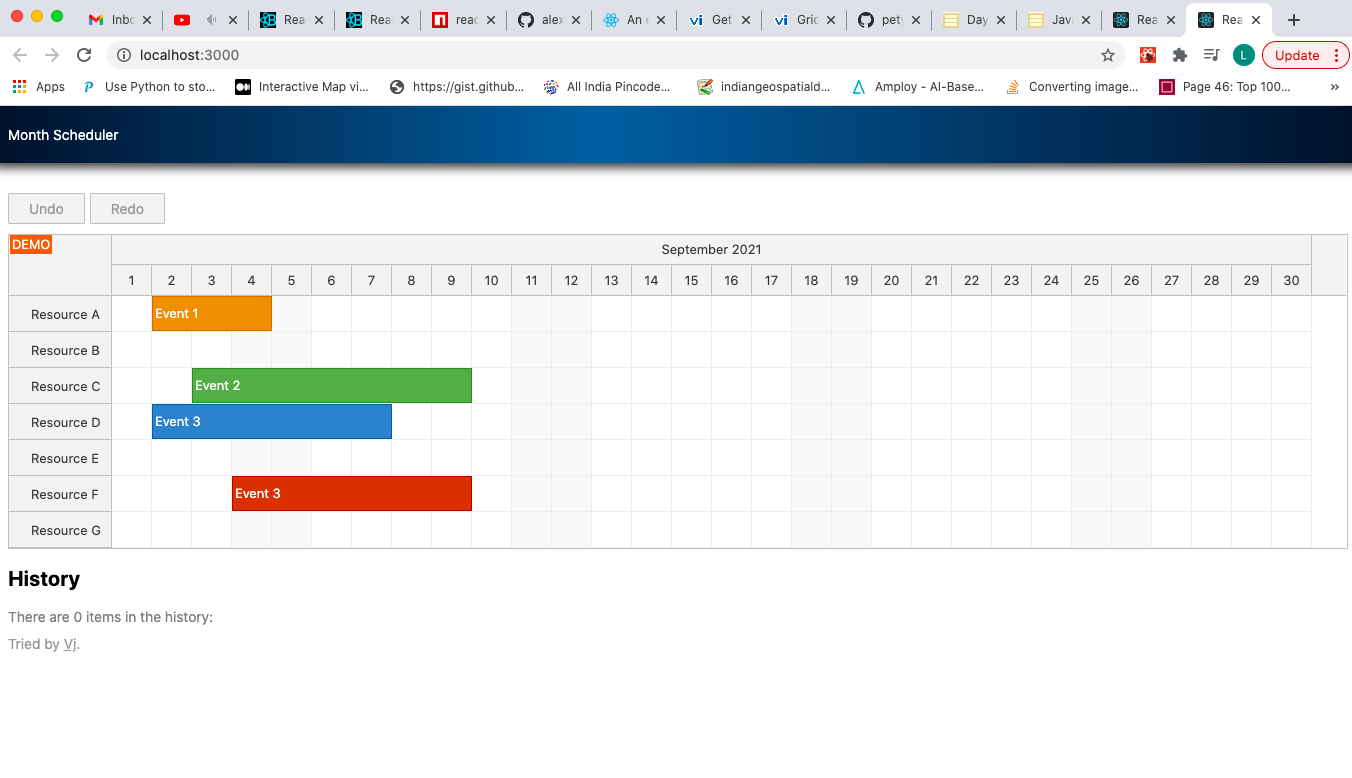 Inbo Rea Rea reac alex An e Get Gric pety Day Java Rea Rea
localhost:3000 L Update
Apps Use Python to sto... Interactive Map vi... https://gist.github... All India Pincode... indiangeospatiald... Amploy - AI-Base... Converting image... Page 46: Top 100... »
Month Scheduler
Undo Redo
DEMO
September 2021
1 2 3 4 5 6 7 8 9 10 11 12 13 14 15 16 17 18 19 20 21 22 23 24 25 26 27 28 29 30
Resource A Event 1
Resource B
Resource C Event 2
Resource D Event 3
Resource E
Resource F Event 3
Resource G
History
There are 0 items in the history:
Tried by Vj.